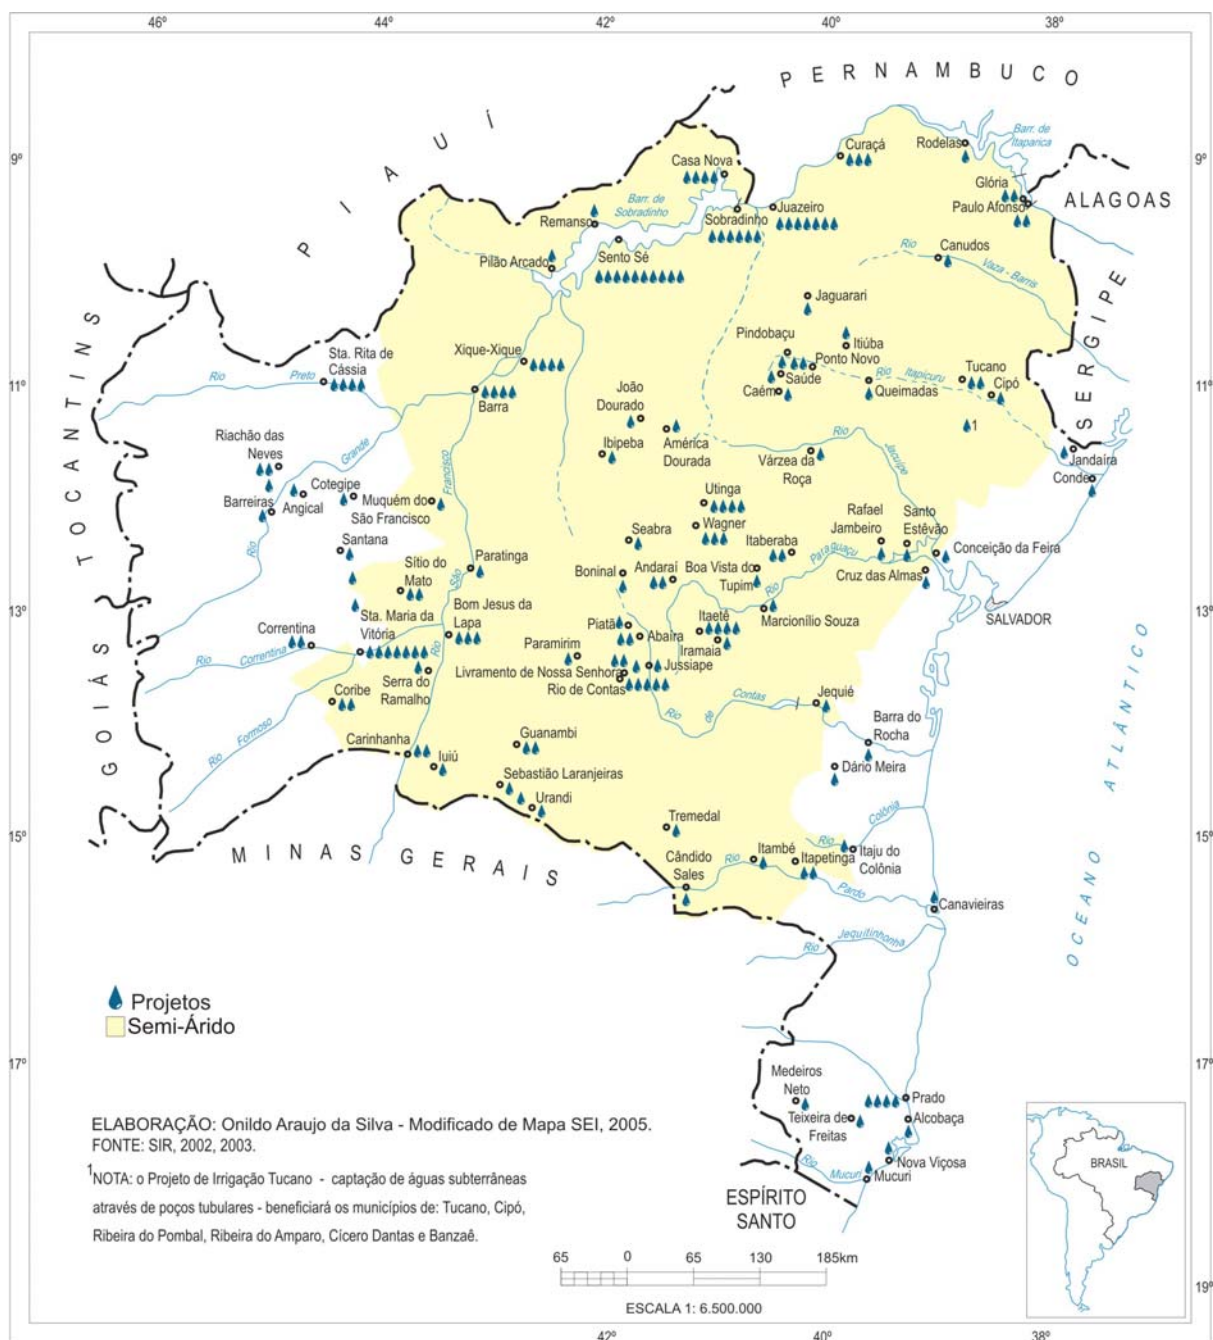 46º 44º 42º 40º 38º
PERNAMBUCO
PIAUÍ
Barr. de
Itaparica
Rodelas
Curaçá
9º
9º
Casa Nova
Glória
ALAGOAS
Paulo Afonso
Barr. de
Sobradinho
Remanso
Sobradinho
Juazeiro
Sento Sé
Pilão Arcado
Rio
Canudos
Vaza - Barris
SERGIPE
Jaguarari
Pindobaçu
Itiúba
Ponto Novo
Xique-Xique
Sta. Rita de
Cássia
Rio Preto
Saúde
Caém
Rio Itapicuru
Queimadas
Tucano
Cipó
11º
11º
Barra
João
Dourado
1
TOCANTINS
Riachão das
Neves
Grande
Francisco
Ibipeba
América
Dourada
Rio Jacuípe
Várzea da
Roça
Jandaíra
Conde
Cotegipe
Angical
Barreiras
Muquém do
São Francisco
Utinga
Wagner
Rafael
Jambeiro
Santo
Estêvão
Seabra
Itaberaba
Paraguaçu
Conceição da Feira
Santana
Rio
Sítio do
Mato
Paratinga
São
Boninal
Andaraí
Boa Vista do
Tupim
Cruz das Almas
Rio
13º
13º
SALVADOR
Marcionílio Souza
Sta. Maria da
Vitória
Bom Jesus da
Lapa
Correntina
Piatã
Abaíra
Itaetê
Iramaia
Rio
Correntina
Rio
Paramirim
Jussiape
Livramento de Nossa Senhora
Rio de Contas
Serra do
Ramalho
Coribe
GOIÁS
Rio Formoso
Rio de Contas
Jequié
Barra do
Rocha
OCEANO ATLÂNTICO
Carinhanha
Iuiú
Guanambi
Dário Meira
Sebastião Laranjeiras
Urandi
Colônia
15º
15º
Tremedal
Rio
Itaju do
Colônia
MINAS GERAIS
Cândido
Sales
Rio
Itambé
Itapetinga
Pardo
Canavieiras
Rio Jequitinhonha
Projetos
Semi-Árido
17º
17º
Medeiros
Neto
Prado
Teixeira de
Freitas
Alcobaça
Nova Viçosa
Rio
Mucuri
Mucuri
ESPÍRITO
SANTO
BRASIL
ELABORAÇÃO: Onildo Araujo da Silva - Modificado de Mapa SEI, 2005.
FONTE: SIR, 2002, 2003.
1NOTA: o Projeto de Irrigação Tucano - captação de águas subterrâneas
através de poços tubulares - beneficiará os municípios de: Tucano, Cipó,
Ribeira do Pombal, Ribeira do Amparo, Cícero Dantas e Banzaê.
65 0 65 130 185km
ESCALA 1: 6.500.000
19º
42º 40º 38º